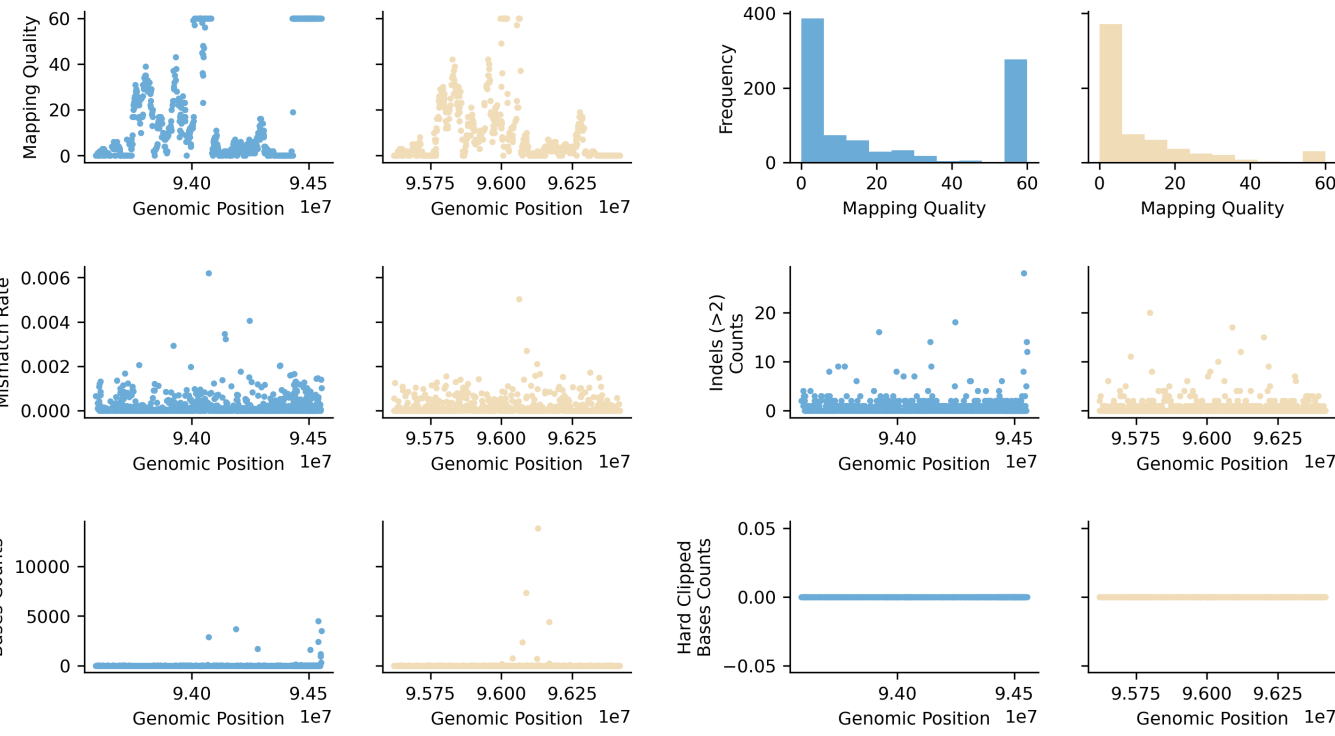 Mapping Quality
60
40
20
0
9.40 9.45
Genomic Position 1e7
9.575 9.600 9.625
Genomic Position 1e7
Frequency
400
200
0
0 20 40 60
Mapping Quality
0 20 40 60
Mapping Quality
Mismatch Rate
0.006
0.004
0.002
0.000
9.40 9.45
Genomic Position 1e7
9.575 9.600 9.625
Genomic Position 1e7
Indels (>2)
Counts
20
10
0
9.40 9.45
Genomic Position 1e7
9.575 9.600 9.625
Genomic Position 1e7
Bases Counts
10000
5000
0
9.40 9.45
Genomic Position 1e7
9.575 9.600 9.625
Genomic Position 1e7
Hard Clipped
Bases Counts
0.05
0.00
−0.05
9.40 9.45
Genomic Position 1e7
9.575 9.600 9.625
Genomic Position 1e7